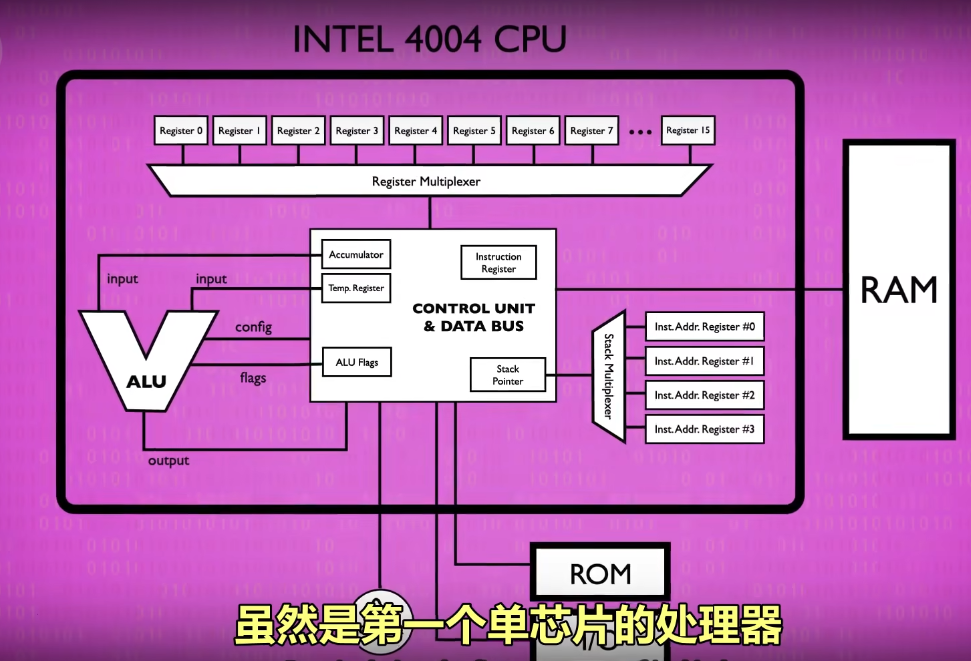 INTEL 4004 CPU
Register 0
Register 1
Register 2
Register 3
Register 4
Register 5
Register 6
Register 7
•••
Register 15
Register Multiplexer
Accumulator
Instruction
Register
input
input
Temp. Register
RAM
CONTROL UNIT
& DATA BUS
config
ALU Flags
flags
ALU
Stack
Pointer
Stack Multiplexer
Inst. Addr. Register #0
Inst. Addr. Register #1
Inst. Addr. Register #2
Inst. Addr. Register #3
output
ROM
虽然是第一个单芯片的处理器
I/O